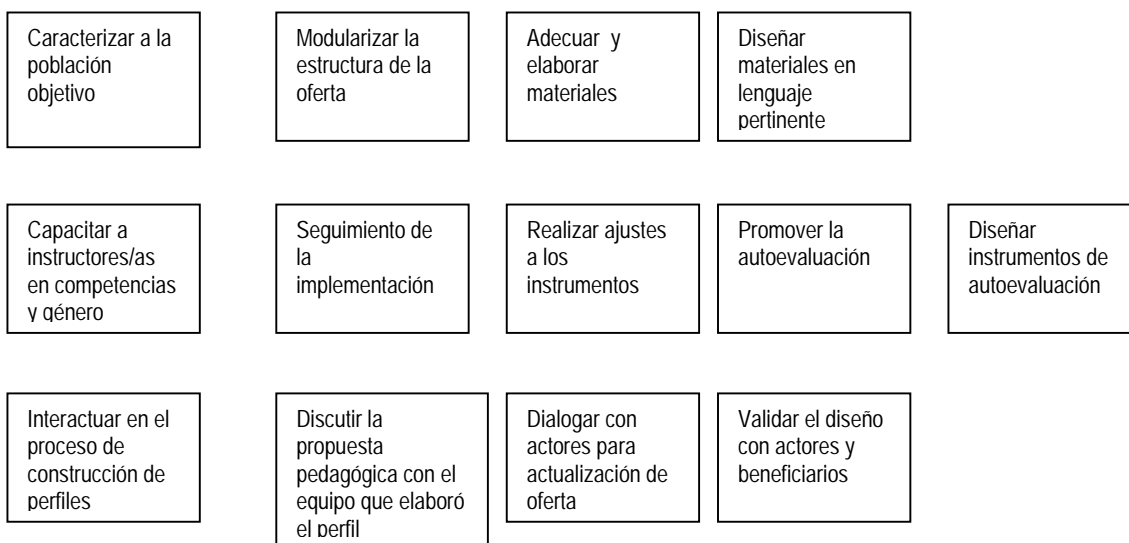 Caracterizar a la
población
objetivo
Modularizar la
estructura de la
oferta
Adecuar y
elaborar
materiales
Diseñar
materiales en
lenguaje
pertinente
Capacitar a
instructores/as
en competencias
y género
Seguimiento de
la
implementación
Realizar ajustes
a los
instrumentos
Promover la
autoevaluación
Diseñar
instrumentos de
autoevaluación
Interactuar en el
proceso de
construcción de
perfiles
Discutir la
propuesta
pedagógica con el
equipo que elaboró
el perfil
Dialogar con
actores para
actualización de
oferta
Validar el diseño
con actores y
beneficiarios